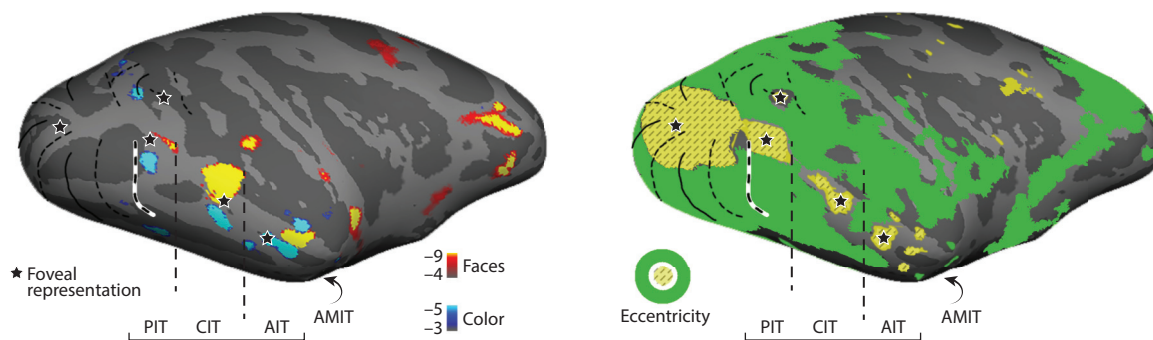 ★ Foveal
representation
–9
–4
Faces
–5
–3
Color
PIT
CIT
AIT
AMIT
Eccentricity
PIT
CIT
AIT
AMIT